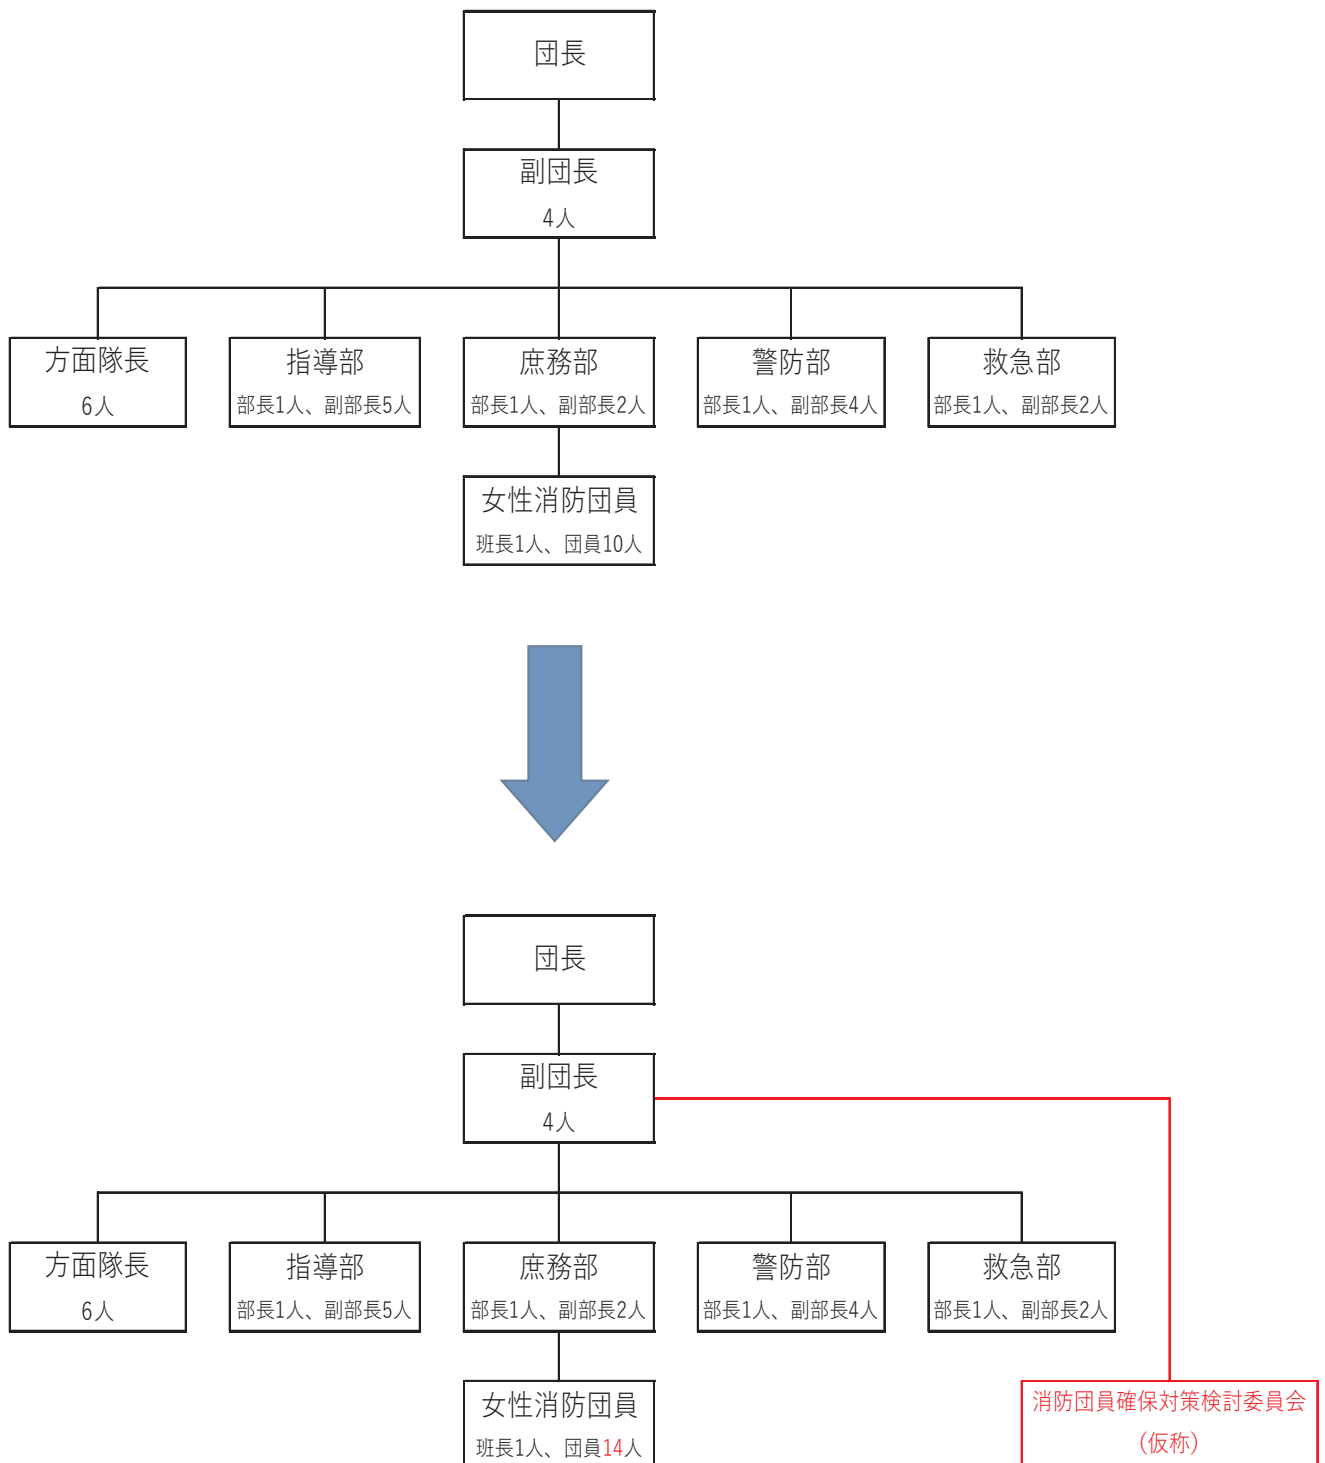 団長
副団長
4人
方面隊長
6人
指導部
部長1人、副部長5人
庶務部
部長1人、副部長2人
警防部
部長1人、副部長4人
救急部
部長1人、副部長2人
女性消防団員
班長1人、団員10人
団長
副団長
4人
方面隊長
6人
指導部
部長1人、副部長5人
庶務部
部長1人、副部長2人
警防部
部長1人、副部長4人
救急部
部長1人、副部長2人
女性消防団員
班長1人、団員14人
消防団員確保対策検討委員会
（仮称）